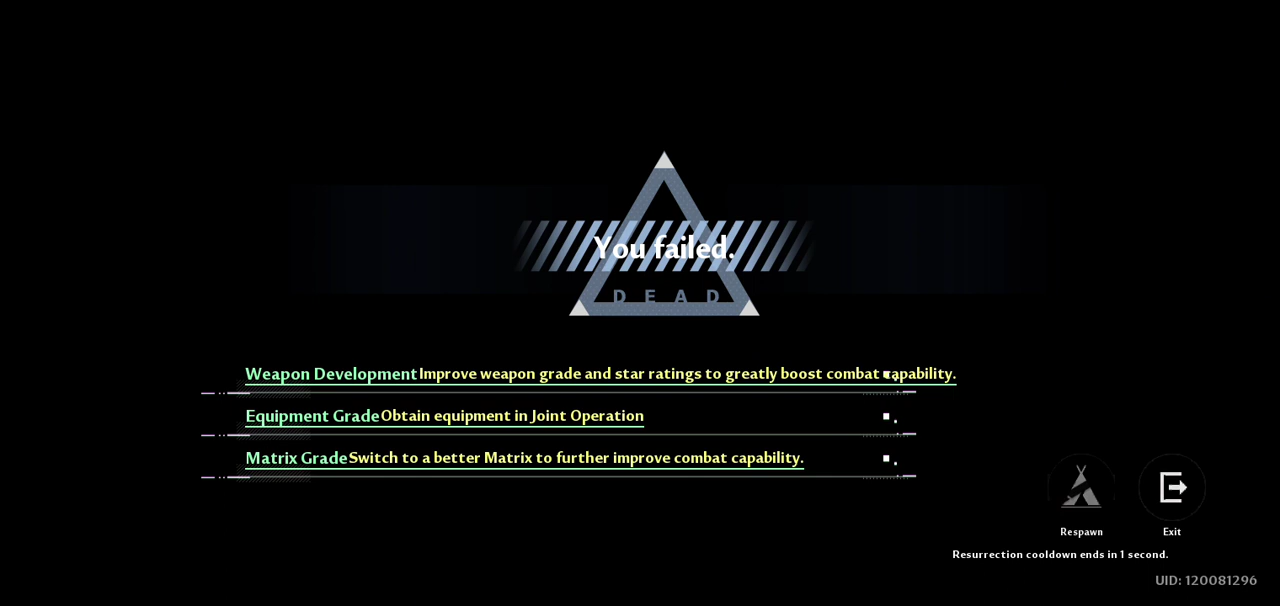 You failed.
DEAD
Weapon Development Improve weapon grade and star ratings to greatly boost combat capability.
Equipment Grade Obtain equipment in Joint Operation
Matrix Grade Switch to a better Matrix to further improve combat capability.
Respawn Exit
Resurrection cooldown ends in 1 second.
UID: 120081296